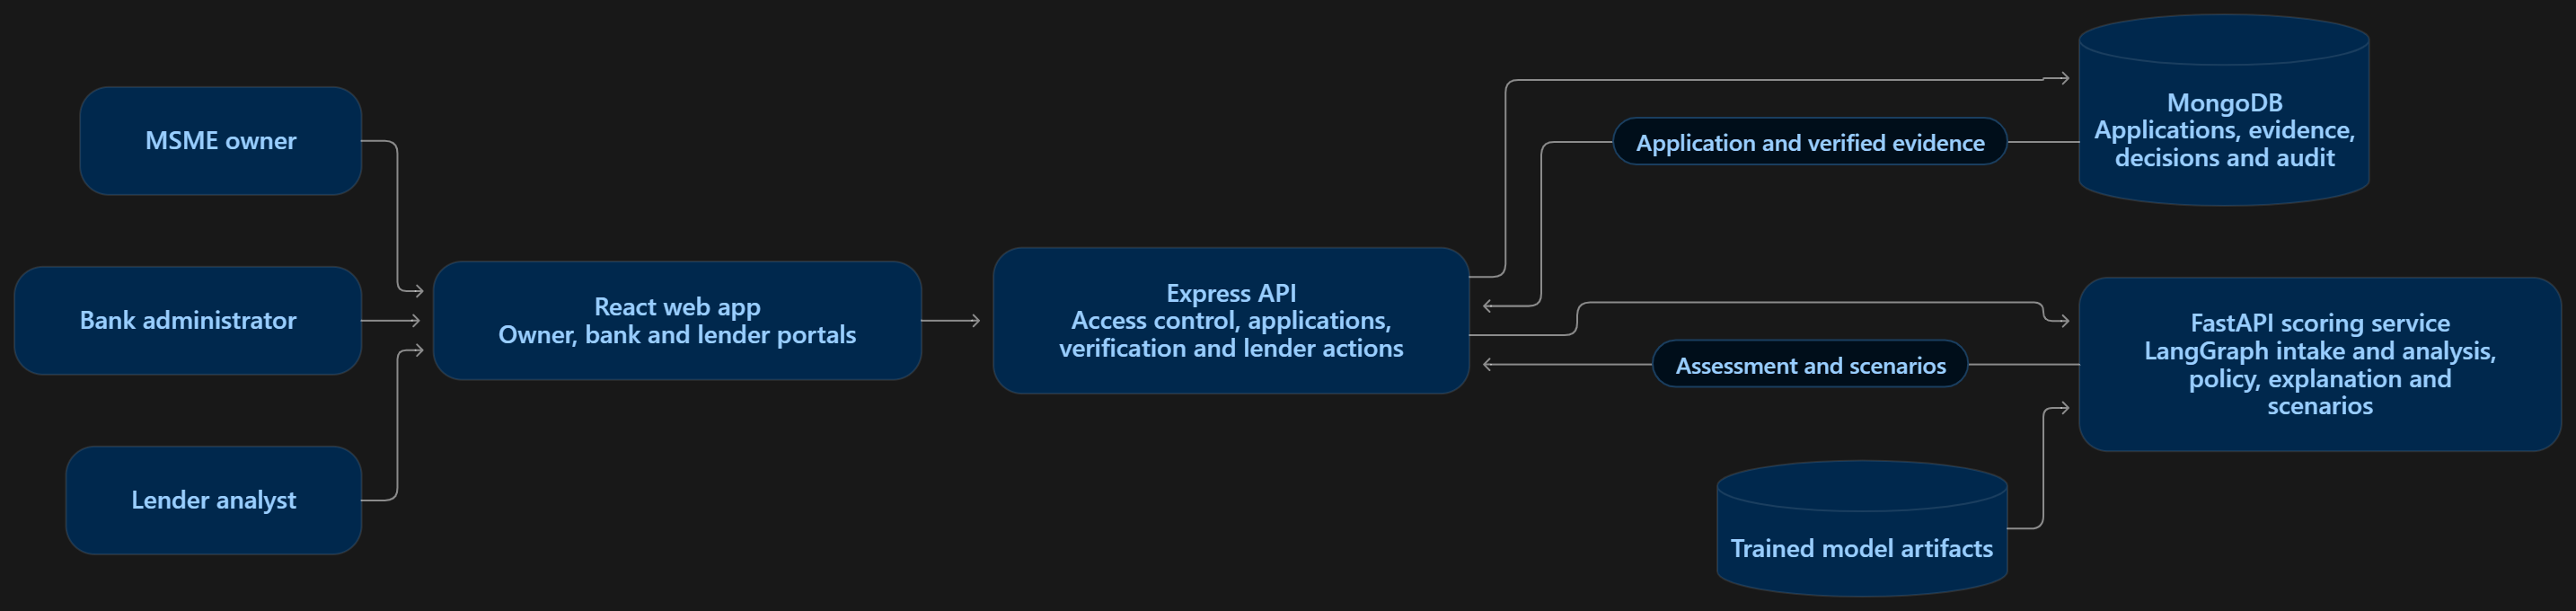 MSME owner
Bank administrator
Lender analyst
React web app
Owner, bank and lender portals
Express API
Access control, applications,
verification and lender actions
Application and verified evidence
Assessment and scenarios
MongoDB
Applications, evidence,
decisions and audit
FastAPI scoring service
LangGraph intake and analysis,
policy, explanation and
scenarios
Trained model artifacts